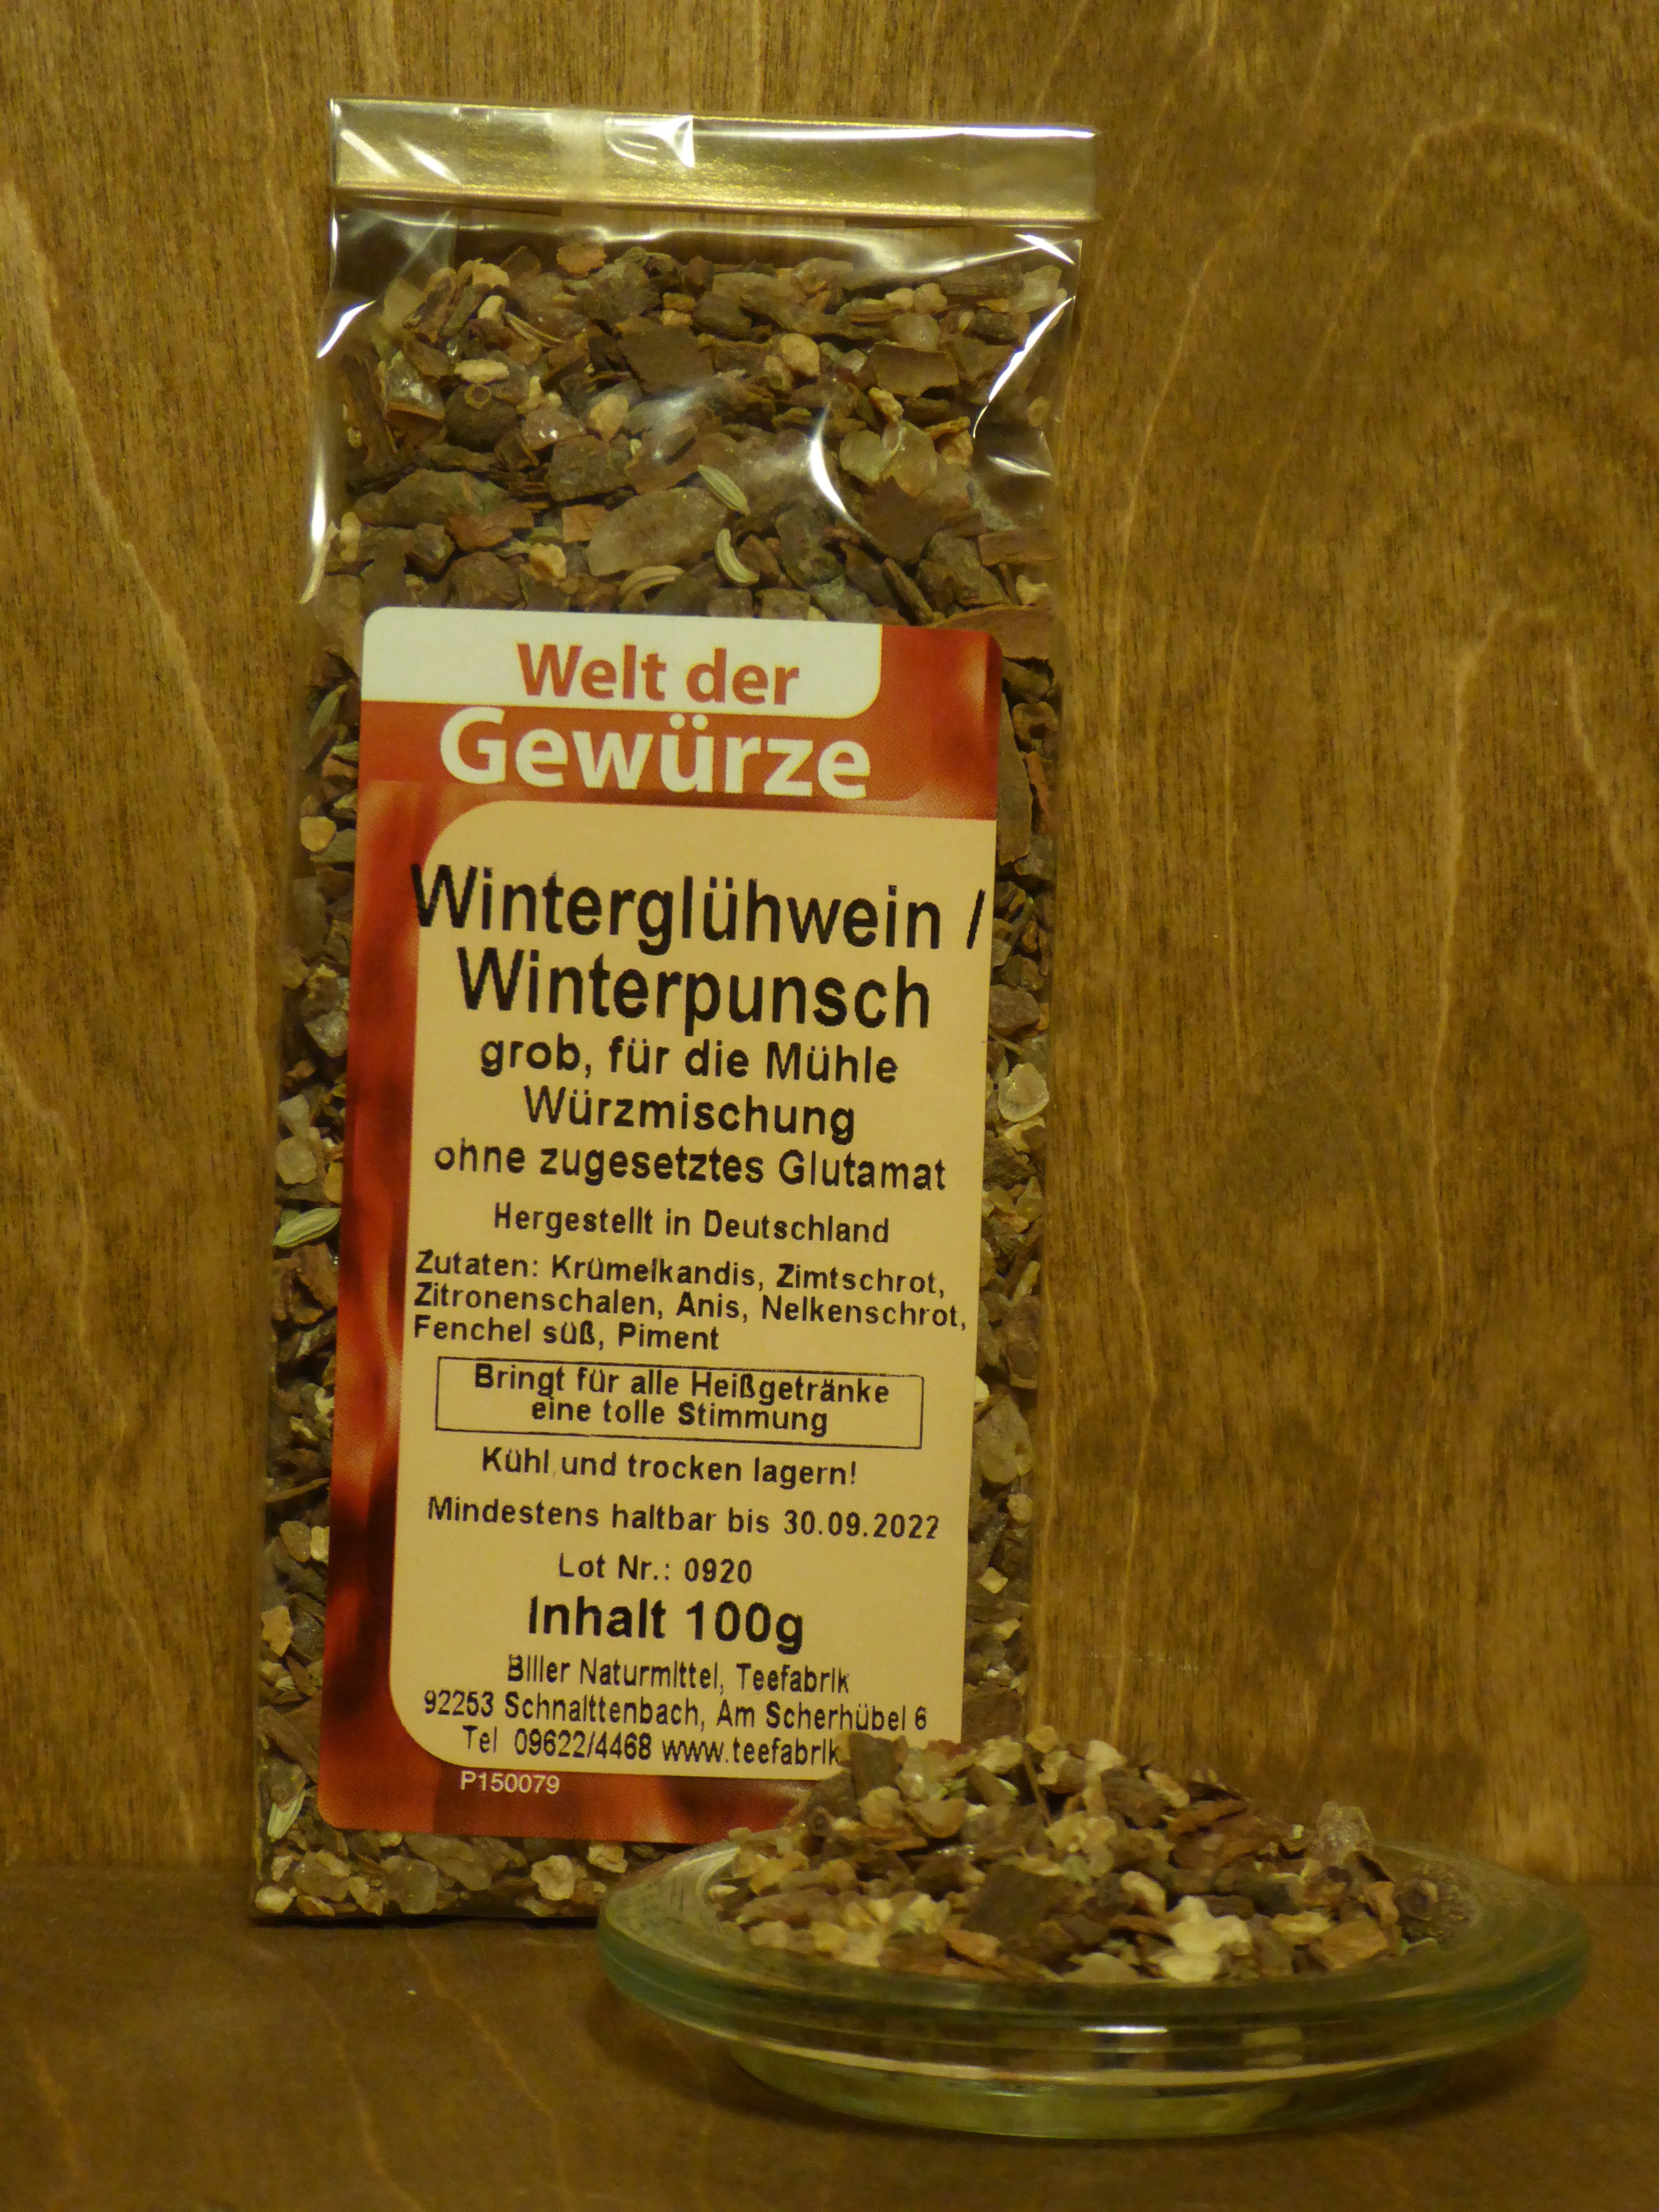 Welt der
Gewürze
Winterglühwein /
Winterpunsch
grob, für die Mühle
Würzmischung
ohne zugesetztes Glutamat
Hergestellt in Deutschland
Zutaten: Krümelkandis, Zimtschrot,
Zitronenschalen, Anis, Nelkenschrot,
Fenchel süß, Piment
Bringt für alle Heißgetränke
eine tolle Stimmung
Kühl und trocken lagern!
Mindestens haltbar bis 30.09.2022
Lot Nr.: 0920
Inhalt 100g
Biller Naturmittel, Teefabrik
92253 Schnaittenbach, Am Scherhübel 6
Tel 09622/4468 www.teefabrik
P150079